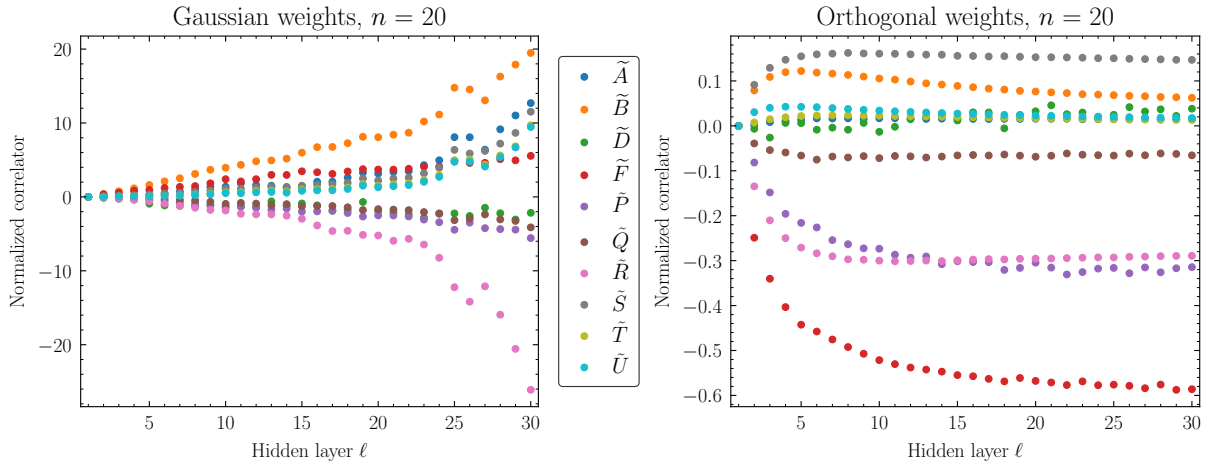 Gaussian weights, n = 20
Normalized correlator
20
10
0
−10
−20
5
10
15
20
25
30
Hidden layer ℓ
Ã
B̃
D̃
F̃
P̃
Q̃
R̃
S̃
T̃
Ũ
Orthogonal weights, n = 20
Normalized correlator
0.1
0.0
−0.1
−0.2
−0.3
−0.4
−0.5
−0.6
5
10
15
20
25
30
Hidden layer ℓ